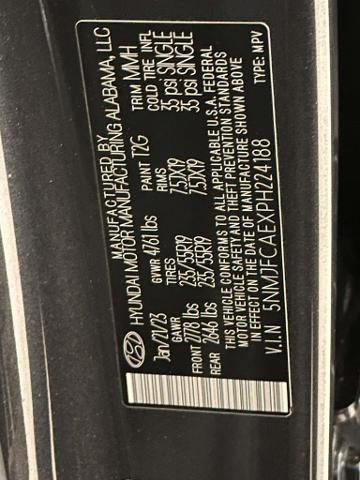 MANUFACTURED BY
HYUNDAI MOTOR MANUFACTURING ALABAMA, LLC
Jan/21/23 GVWR 4761 lbs PAINT T2G TRIM MMH
GAWR TIRES RIMS COLD TIRE INFL
FRONT 2778 lbs 235/55R19 7.5JX19 35 psi SINGLE
REAR 2646 lbs 235/55R19 7.5JX19 35 psi SINGLE
THIS VEHICLE CONFORMS TO ALL APPLICABLE U.S.A. FEDERAL
MOTOR VEHICLE SAFETY AND THEFT PREVENTION STANDARDS
IN EFFECT ON THE DATE OF MANUFACTURE SHOWN ABOVE
V.I.N 5NMJFCAEXPH224188 TYPE: MPV